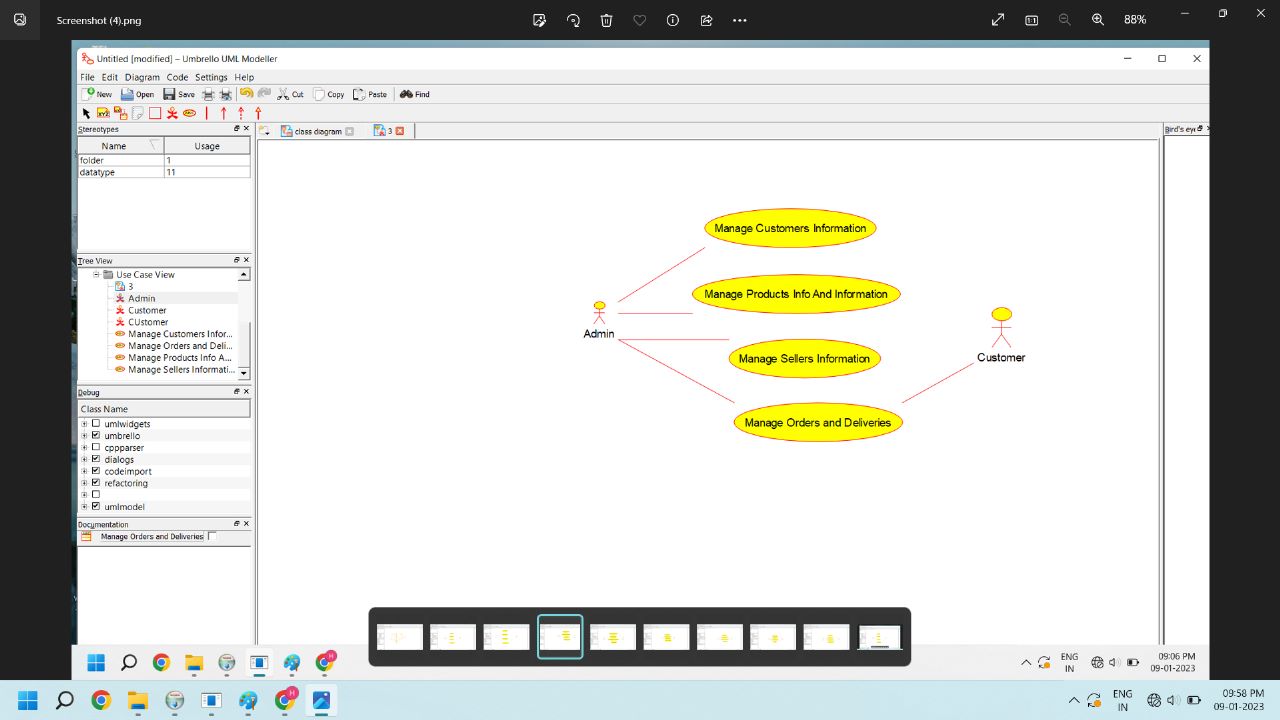 Screenshot (4).png
88%
Untitled [modified] – Umbrello UML Modeller
File Edit Diagram Code Settings Help
New Open Save Cut Copy Paste Find
Stereotypes
class diagram 3
Bird's eye
Name Usage
folder 1
datatype 11
Tree View
Use Case View
3
Admin
Customer
CUstomer
Manage Customers Infor...
Manage Orders and Deli...
Manage Products Info A...
Manage Sellers Informati...
Debug
Class Name
umlwidgets
umbrello
cppparser
dialogs
codeimport
refactoring
umlmodel
Documentation
Manage Orders and Deliveries
Manage Customers Information
Manage Products Info And Information
Admin
Manage Sellers Information
Customer
Manage Orders and Deliveries
ENG
IN
09:06 PM
09-01-2023
ENG
IN
09:58 PM
09-01-2023